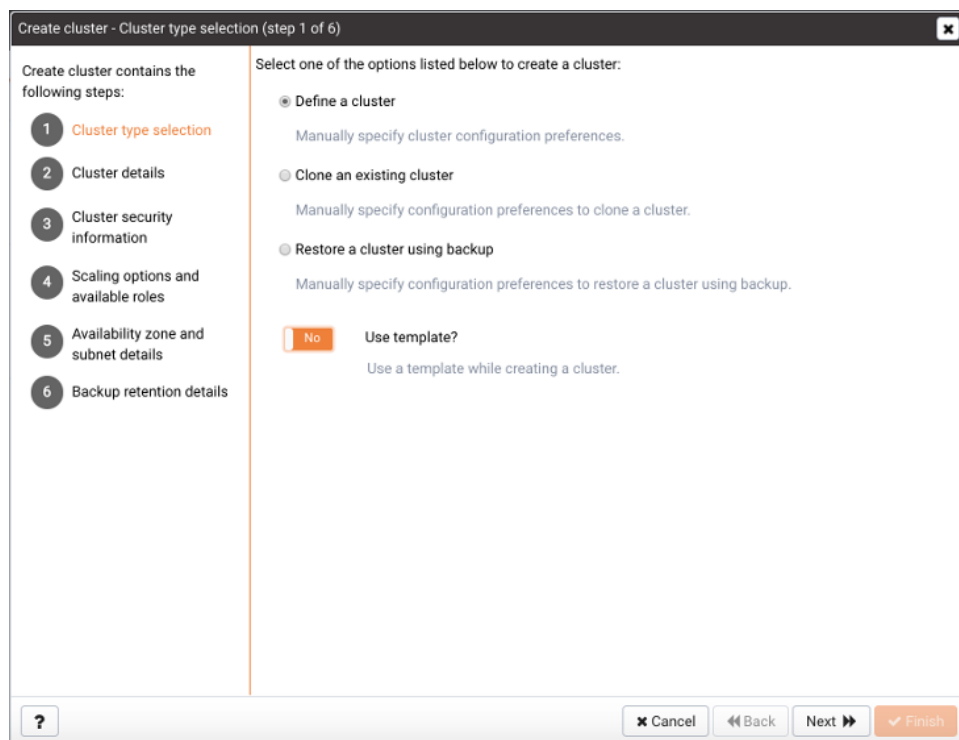 Create cluster - Cluster type selection (step 1 of 6)
Create cluster contains the
following steps:
1 Cluster type selection
2 Cluster details
3 Cluster security
information
4 Scaling options and
available roles
5 Availability zone and
subnet details
6 Backup retention details
Select one of the options listed below to create a cluster:
Define a cluster
Manually specify cluster configuration preferences.
Clone an existing cluster
Manually specify configuration preferences to clone a cluster.
Restore a cluster using backup
Manually specify configuration preferences to restore a cluster using backup.
No Use template?
Use a template while creating a cluster.
? Cancel Back Next Finish